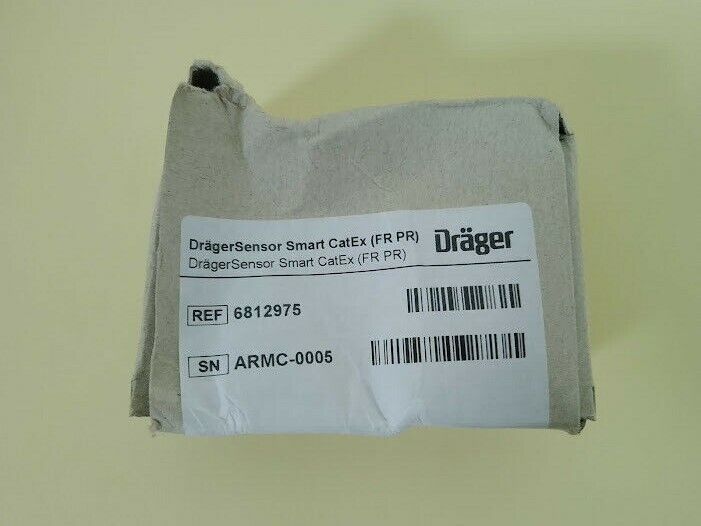 DrägerSensor Smart CatEx (FR PR) Dräger
DrägerSensor Smart CatEx (FR PR)
REF 6812975
SN ARMC-0005